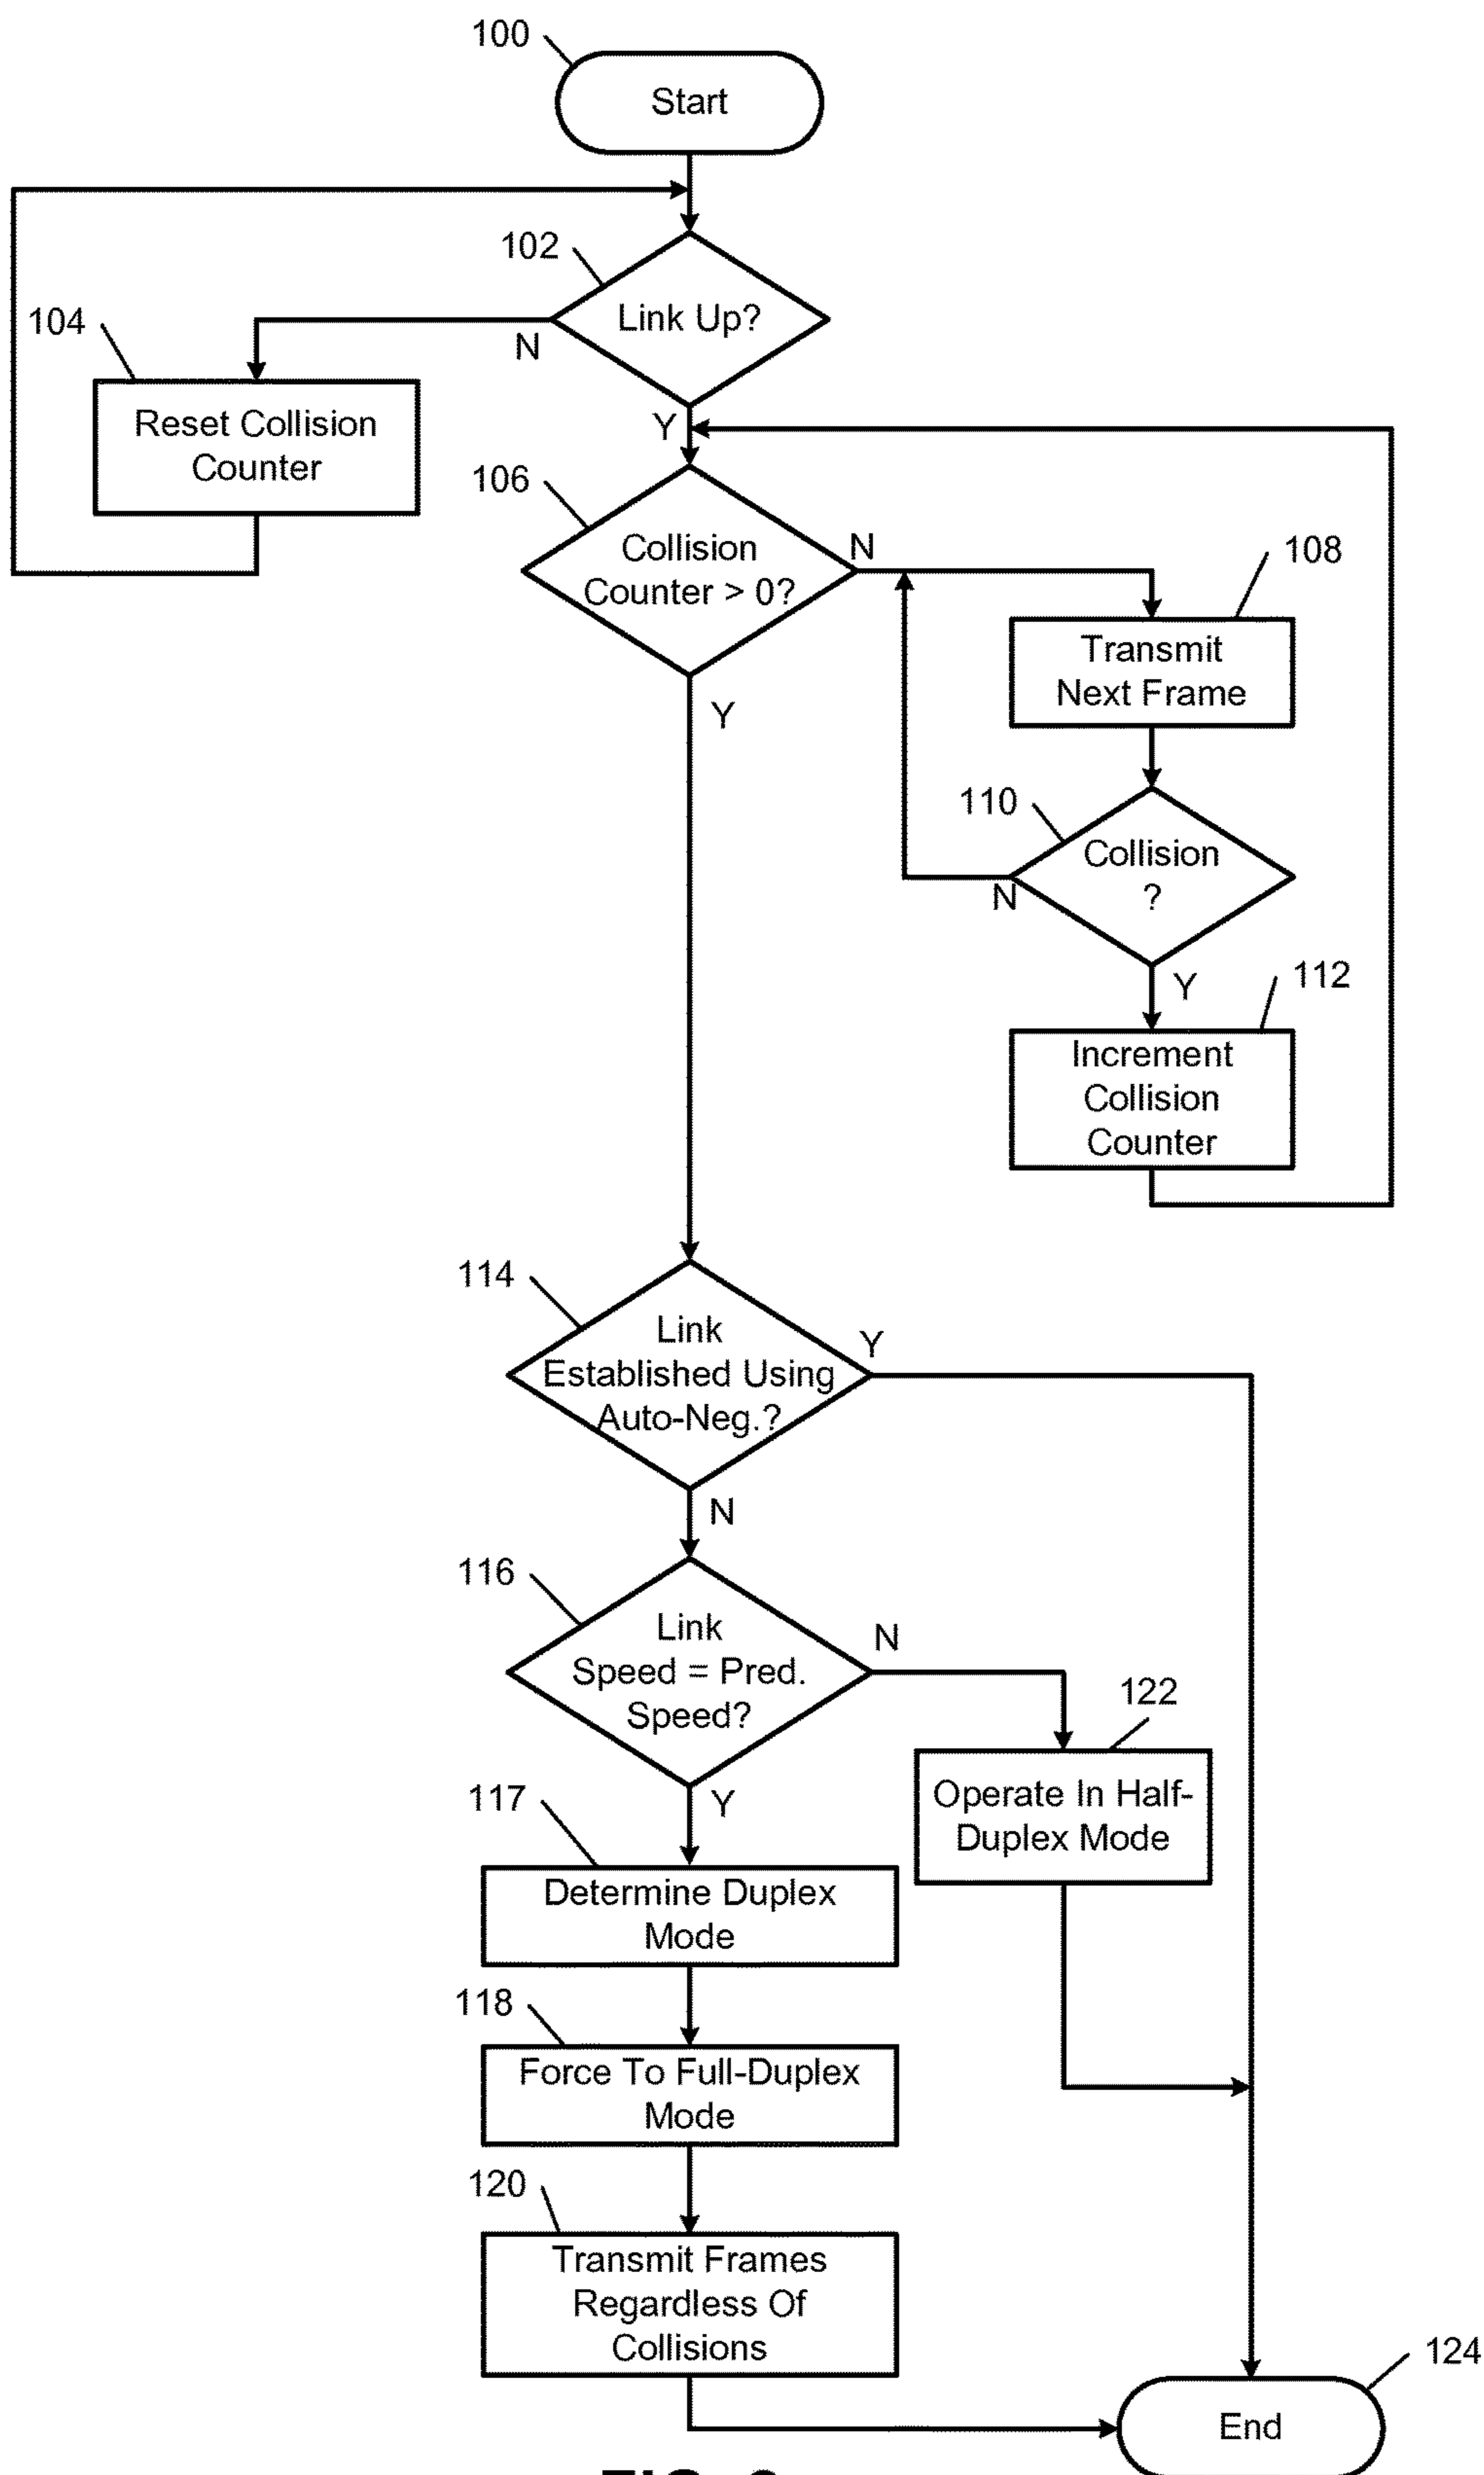 100
Start
102
Link Up?
N
104
Reset Collision
Counter
Y
106
Collision
Counter > 0?
N
108
Transmit
Next Frame
Y
110
Collision
?
N
Y
112
Increment
Collision
Counter
114
Link
Established Using
Auto-Neg.?
Y
N
116
Link
Speed = Pred.
Speed?
N
122
Operate In Half-
Duplex Mode
Y
117
Determine Duplex
Mode
118
Force To Full-Duplex
Mode
120
Transmit Frames
Regardless Of
Collisions
124
End